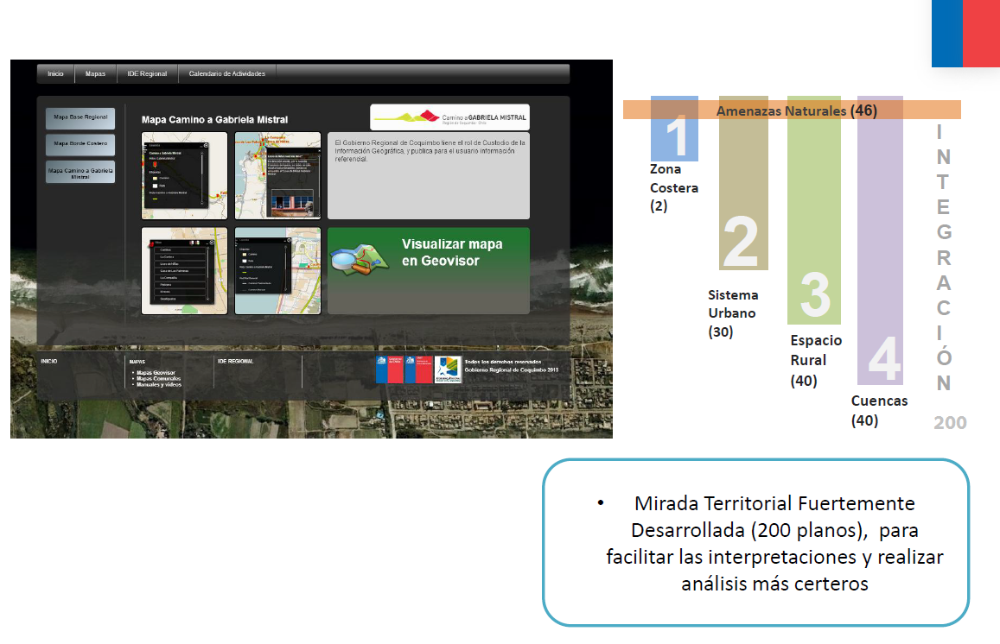 Inicio
Mapas
IDE Regional
Calendario de Actividades
Mapa Base Regional
Mapa Borde Costero
Mapa Camino a Gabriela
Mistral
Mapa Camino a Gabriela Mistral
Camino a GABRIELA MISTRAL
Región de Coquimbo - Chile
El Gobierno Regional de Coquimbo tiene el rol de Custodio de la
Información Geográfica, y publica para el usuario información
referencial.
Visualizar mapa
en Geovisor
INICIO
MAPAS
• Mapas Geovisor
• Mapas Comunales
• Manuales y videos
IDE REGIONAL
Todos los derechos reservados
Gobierno Regional de Coquimbo 2013
Amenazas Naturales (46)
1
Zona
Costera
(2)
2
Sistema
Urbano
(30)
3
Espacio
Rural
(40)
4
Cuencas
(40)
I
N
T
E
G
R
A
C
I
Ó
N
200
• Mirada Territorial Fuertemente
Desarrollada (200 planos), para
facilitar las interpretaciones y realizar
análisis más certeros